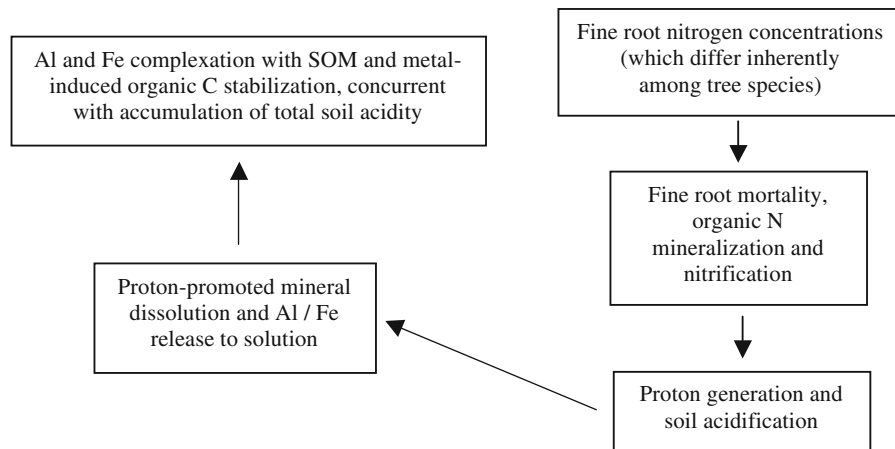 Fine root nitrogen concentrations
(which differ inherently
among tree species)
Fine root mortality,
organic N
mineralization and
nitrification
Proton generation and
soil acidification
Proton-promoted mineral
dissolution and Al / Fe
release to solution
Al and Fe complexation with SOM and metal-
induced organic C stabilization, concurrent
with accumulation of total soil acidity